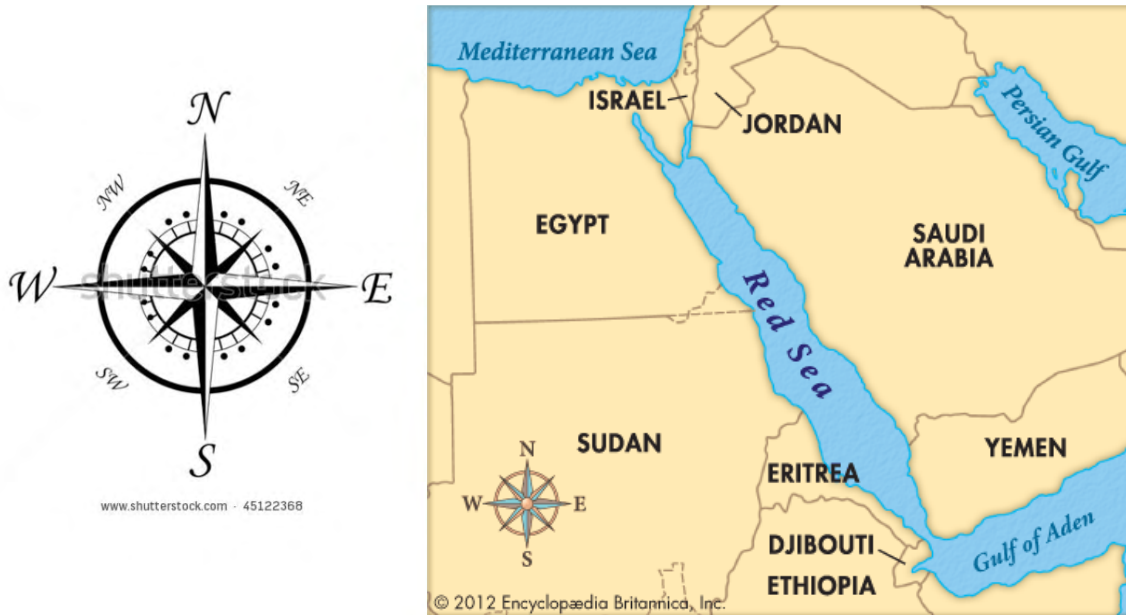 N
NW
NE
shutterstock
W
E
SW
SE
S
www.shutterstock.com · 45122368
Mediterranean Sea
ISRAEL
JORDAN
Persian Gulf
EGYPT
SAUDI
ARABIA
Red Sea
SUDAN
YEMEN
ERITREA
N
W
E
S
Gulf of Aden
DJIBOUTI
ETHIOPIA
© 2012 Encyclopædia Britannica, Inc.